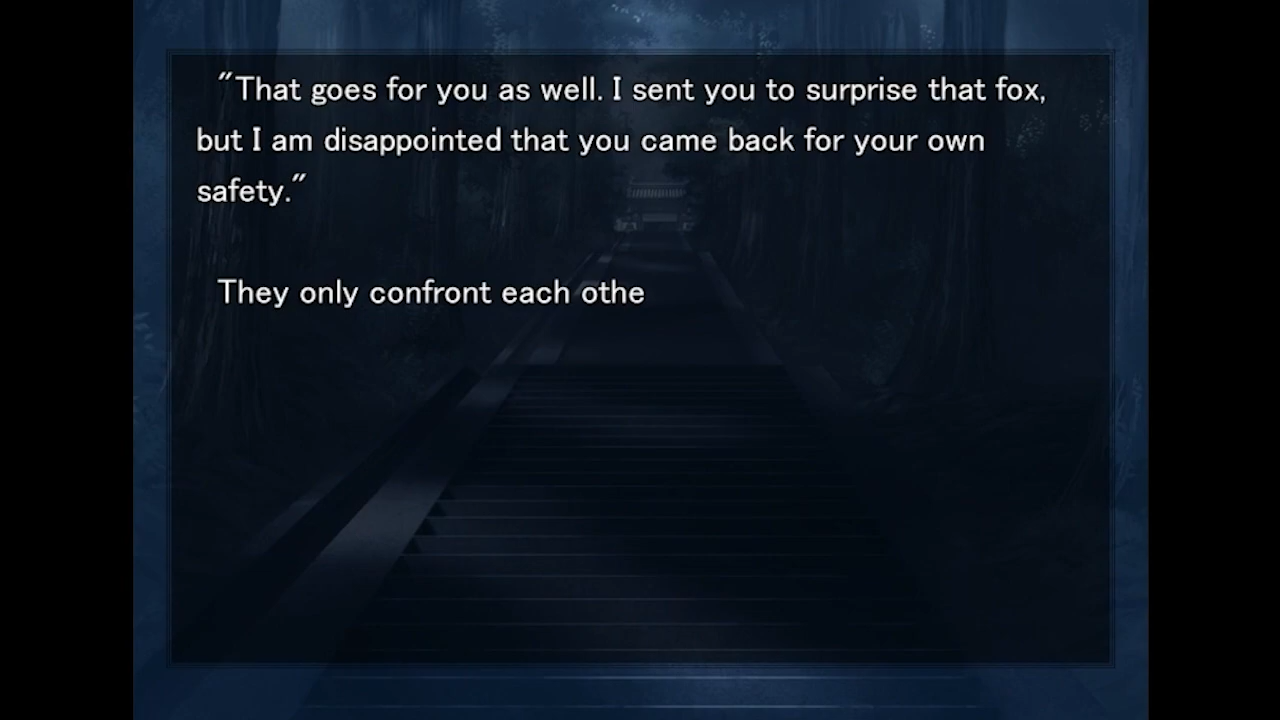 "That goes for you as well. I sent you to surprise that fox,
but I am disappointed that you came back for your own
safety."
They only confront each othe